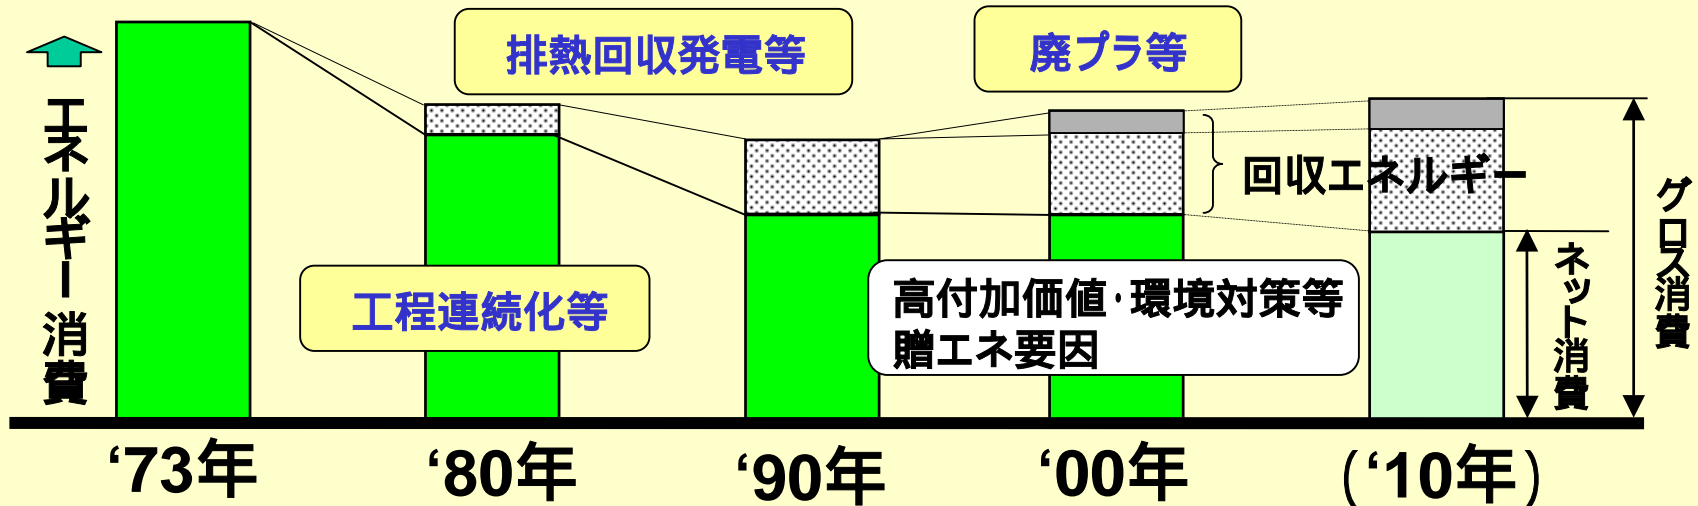 エネルギー消費
排熱回収発電等
廃プラ等
回収エネルギー
工程連続化等
高付加価値・環境対策等
贈エネ要因
ネット消費
グロス消費
‘73年
‘80年
‘90年
‘00年
(‘10年)